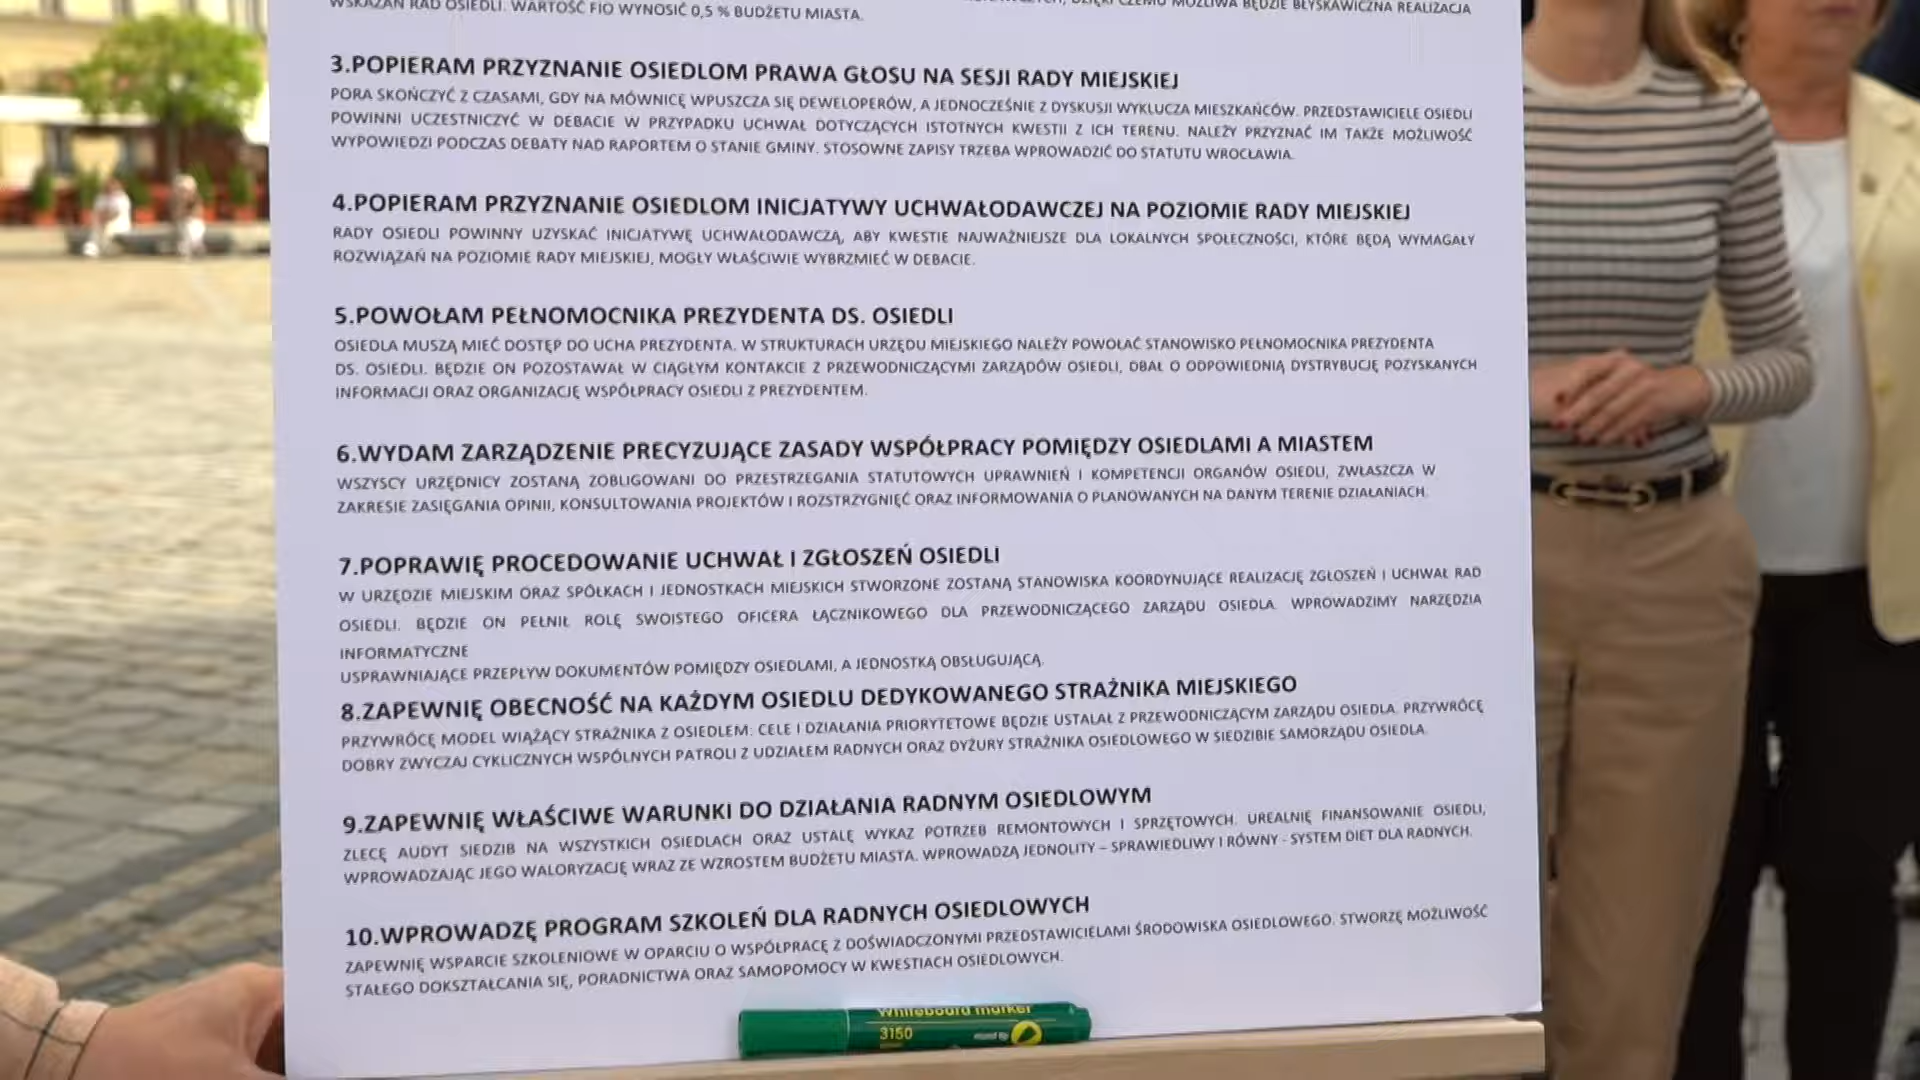 WSKAZAŃ RAD OSIEDLI. WARTOŚĆ FIO WYNOSIĆ 0,5 % BUDŻETU MIASTA.
DZIĘKI CZEMU MOŻLIWA BĘDZIE BŁYSKAWICZNA REALIZACJA
3.POPIERAM PRZYZNANIE OSIEDLOM PRAWA GŁOSU NA SESJI RADY MIEJSKIEJ
PORA SKOŃCZYĆ Z CZASAMI, GDY NA MÓWNICĘ WPUSZCZA SIĘ DEWELOPERÓW, A JEDNOCZEŚNIE Z DYSKUSJI WYKLUCZA MIESZKAŃCÓW. PRZEDSTAWICIELE OSIEDLI
POWINNI UCZESTNICZYĆ W DEBACIE W PRZYPADKU UCHWAŁ DOTYCZĄCYCH ISTOTNYCH KWESTII Z ICH TERENU. NALEŻY PRZYZNAĆ IM TAKŻE MOŻLIWOŚĆ
WYPOWIEDZI PODCZAS DEBATY NAD RAPORTEM O STANIE GMINY. STOSOWNE ZAPISY TRZEBA WPROWADZIĆ DO STATUTU WROCŁAWIA.
4.POPIERAM PRZYZNANIE OSIEDLOM INICJATYWY UCHWAŁODAWCZEJ NA POZIOMIE RADY MIEJSKIEJ
RADY OSIEDLI POWINNY UZYSKAĆ INICJATYWĘ UCHWAŁODAWCZĄ, ABY KWESTIE NAJWAŻNIEJSZE DLA LOKALNYCH SPOŁECZNOŚCI, KTÓRE BĘDĄ WYMAGAŁY
ROZWIĄZAŃ NA POZIOMIE RADY MIEJSKIEJ, MOGŁY WŁAŚCIWIE WYBRZMIEĆ W DEBACIE.
5.POWOŁAM PEŁNOMOCNIKA PREZYDENTA DS. OSIEDLI
OSIEDLA MUSZĄ MIEĆ DOSTĘP DO UCHA PREZYDENTA. W STRUKTURACH URZĘDU MIEJSKIEGO NALEŻY POWOŁAĆ STANOWISKO PEŁNOMOCNIKA PREZYDENTA
DS. OSIEDLI. BĘDZIE ON POZOSTAWAŁ W CIĄGŁYM KONTAKCIE Z PRZEWODNICZĄCYMI ZARZĄDÓW OSIEDLI, DBAŁ O ODPOWIEDNIĄ DYSTRYBUCJĘ POZYSKANYCH
INFORMACJI ORAZ ORGANIZACJĘ WSPÓŁPRACY OSIEDLI Z PREZYDENTEM.
6.WYDAM ZARZĄDZENIE PRECYZUJĄCE ZASADY WSPÓŁPRACY POMIĘDZY OSIEDLAMI A MIASTEM
WSZYSCY URZĘDNICY ZOSTANĄ ZOBLIGOWANI DO PRZESTRZEGANIA STATUTOWYCH UPRAWNIEŃ I KOMPETENCJI ORGANÓW OSIEDLI, ZWŁASZCZA W
ZAKRESIE ZASIĘGANIA OPINII, KONSULTOWANIA PROJEKTÓW I ROZSTRZYGNIĘĆ ORAZ INFORMOWANIA O PLANOWANYCH NA DANYM TERENIE DZIAŁANIACH.
7.POPRAWIĘ PROCEDOWANIE UCHWAŁ I ZGŁOSZEŃ OSIEDLI
W URZĘDZIE MIEJSKIM ORAZ SPÓŁKACH I JEDNOSTKACH MIEJSKICH STWORZONE ZOSTANĄ STANOWISKA KOORDYNUJĄCE REALIZACJĘ ZGŁOSZEŃ I UCHWAŁ RAD
OSIEDLI. BĘDZIE ON PEŁNIŁ ROLĘ SWOISTEGO OFICERA ŁĄCZNIKOWEGO DLA PRZEWODNICZĄCEGO ZARZĄDU OSIEDLA. WPROWADZIMY NARZĘDZIA
INFORMATYCZNE
USPRAWNIAJĄCE PRZEPŁYW DOKUMENTÓW POMIĘDZY OSIEDLAMI, A JEDNOSTKĄ OBSŁUGUJĄCĄ.
8.ZAPEWNIĘ OBECNOŚĆ NA KAŻDYM OSIEDLU DEDYKOWANEGO STRAŻNIKA MIEJSKIEGO
PRZYWRÓCĘ MODEL WIĄŻĄCY STRAŻNIKA Z OSIEDLEM: CELE I DZIAŁANIA PRIORYTETOWE BĘDZIE USTALAŁ Z PRZEWODNICZĄCYM ZARZĄDU OSIEDLA. PRZYWRÓCĘ
DOBRY ZWYCZAJ CYKLICZNYCH WSPÓLNYCH PATROLI Z UDZIAŁEM RADNYCH ORAZ DYŻURY STRAŻNIKA OSIEDLOWEGO W SIEDZIBIE SAMORZĄDU OSIEDLA.
9.ZAPEWNIĘ WŁAŚCIWE WARUNKI DO DZIAŁANIA RADNYM OSIEDLOWYM
ZLECĘ AUDYT SIEDZIB NA WSZYSTKICH OSIEDLACH ORAZ USTALĘ WYKAZ POTRZEB REMONTOWYCH I SPRZĘTOWYCH. UREALNIĘ FINANSOWANIE OSIEDLI,
WPROWADZAJĄC JEGO WALORYZACJĘ WRAZ ZE WZROSTEM BUDŻETU MIASTA. WPROWADZĄ JEDNOLITY – SPRAWIEDLIWY I RÓWNY - SYSTEM DIET DLA RADNYCH.
10.WPROWADZĘ PROGRAM SZKOLEŃ DLA RADNYCH OSIEDLOWYCH
ZAPEWNIĘ WSPARCIE SZKOLENIOWE W OPARCIU O WSPÓŁPRACĘ Z DOŚWIADCZONYMI PRZEDSTAWICIELAMI ŚRODOWISKA OSIEDLOWEGO. STWORZĘ MOŻLIWOŚĆ
STAŁEGO DOKSZTAŁCANIA SIĘ, PORADNICTWA ORAZ SAMOPOMOCY W KWESTIACH OSIEDLOWYCH.
Whiteboard marker
3150